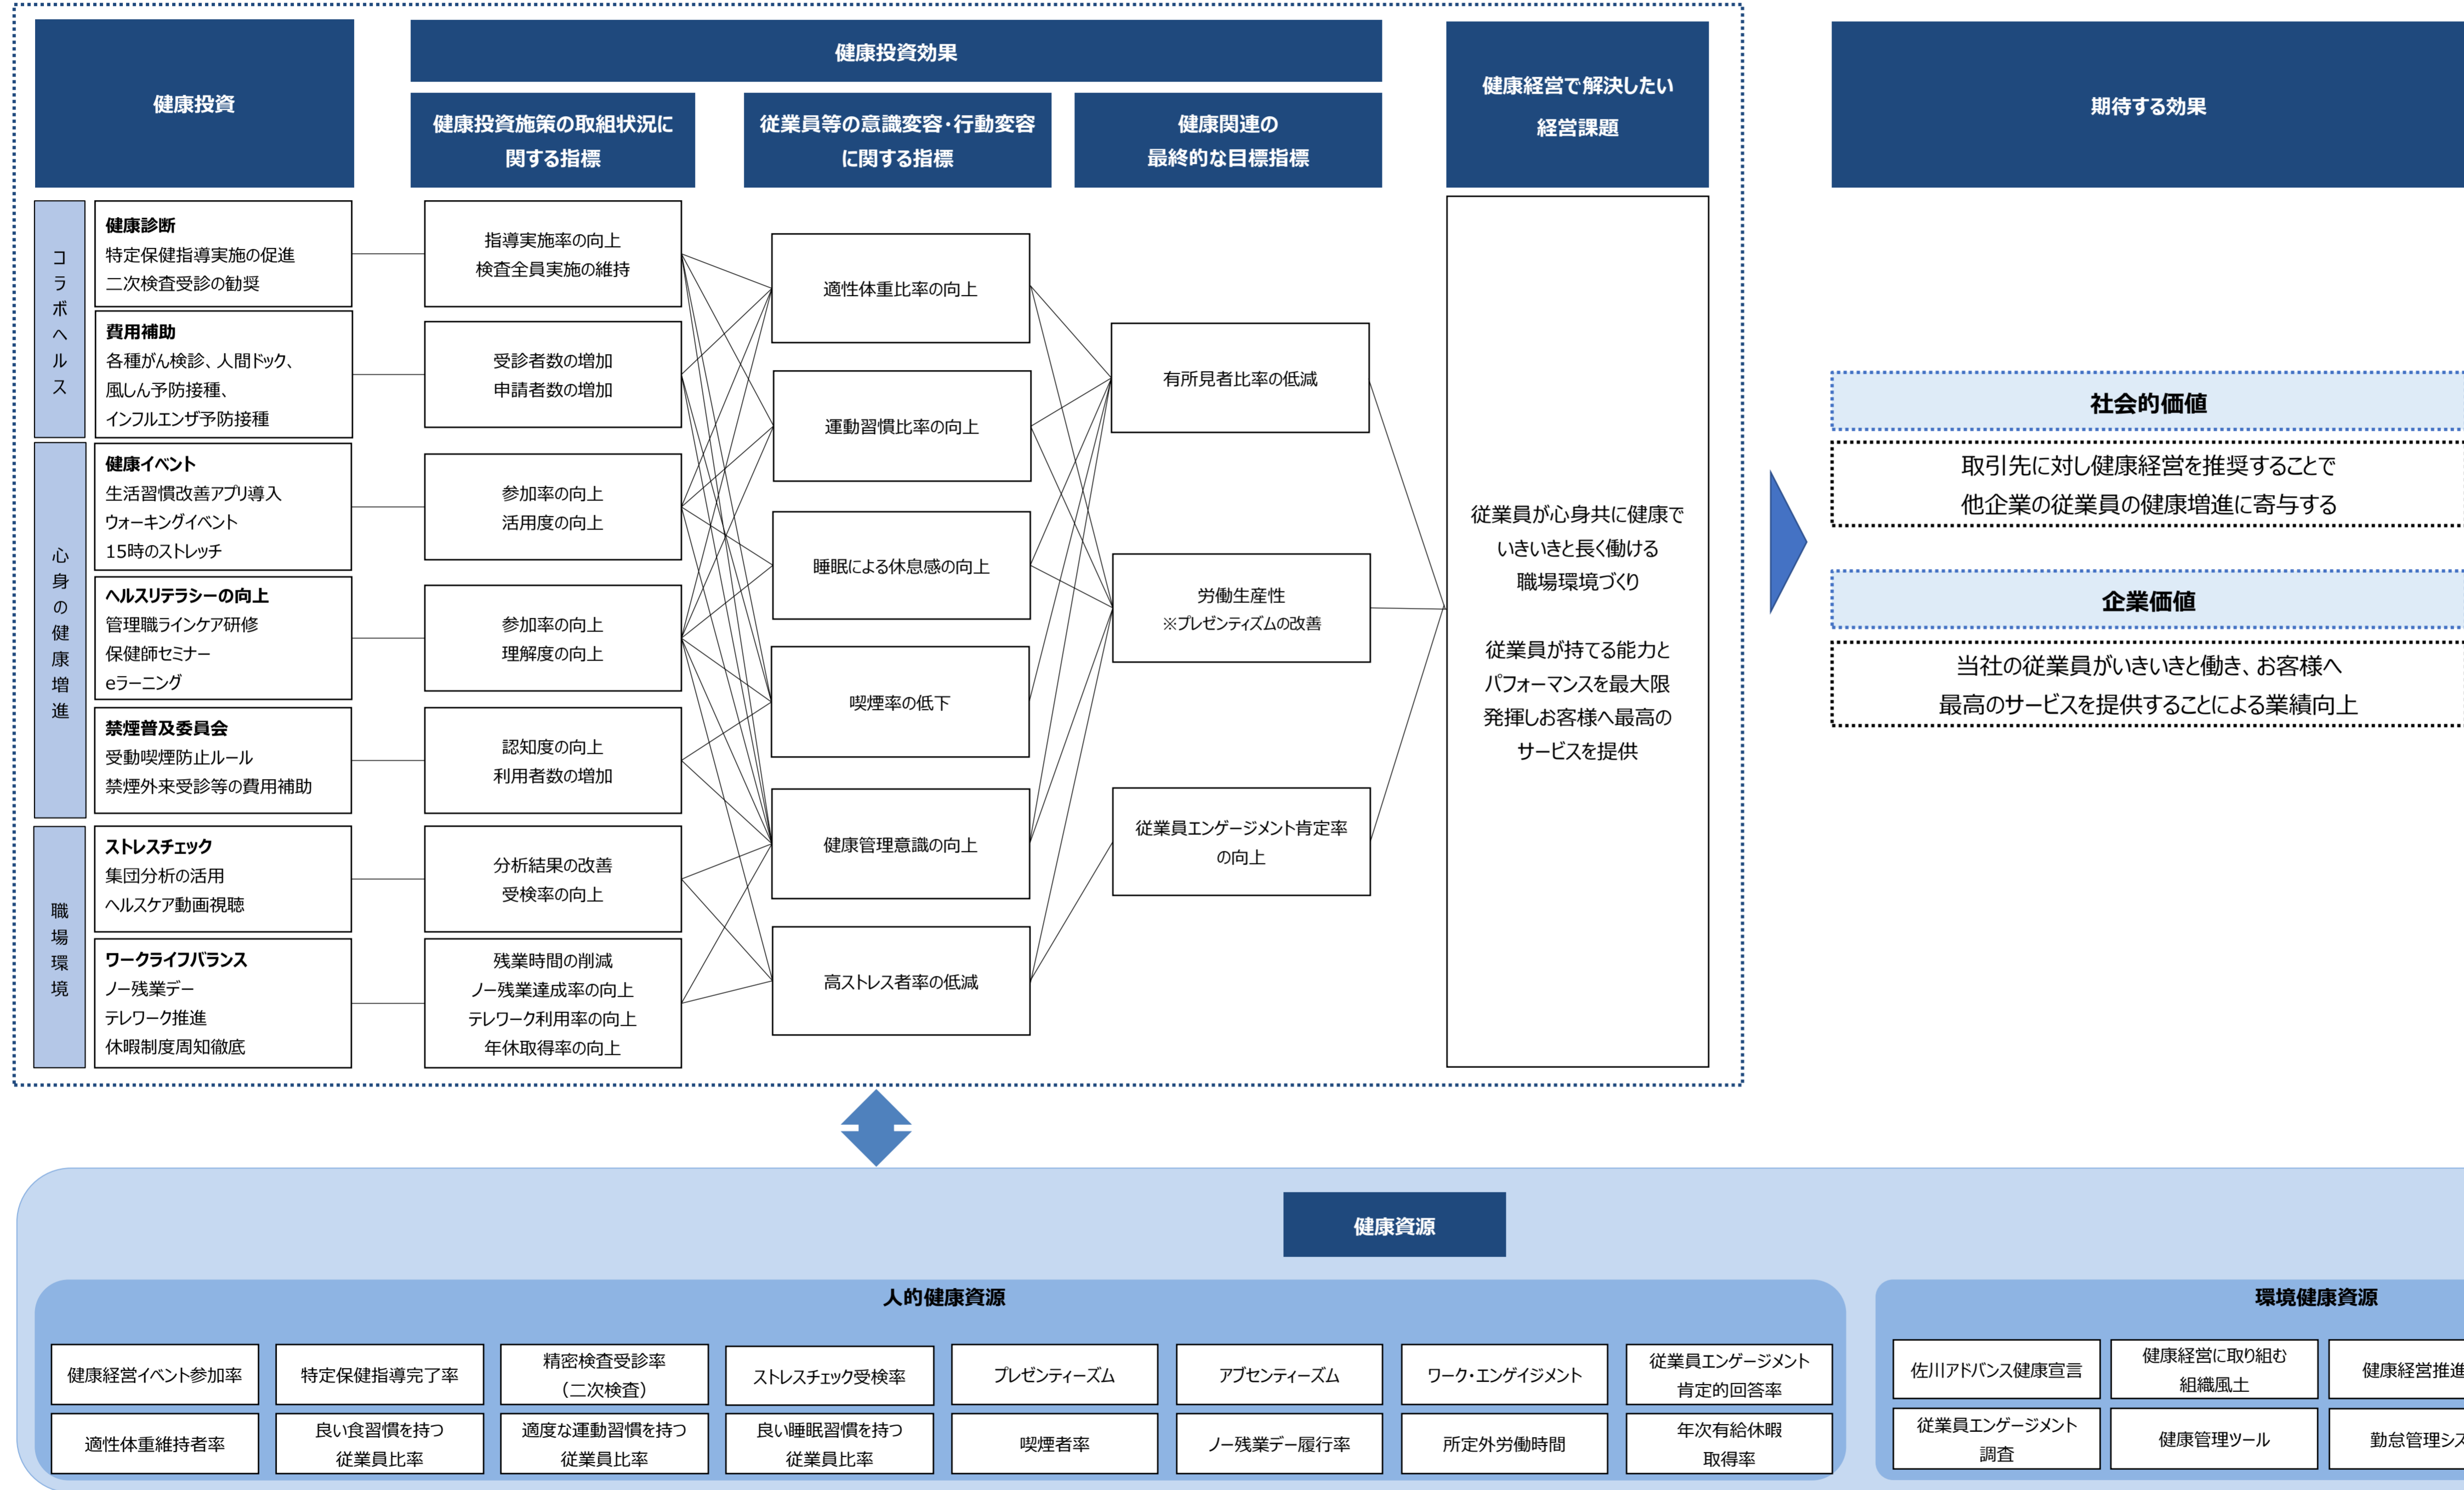 健康投資
健康投資効果
健康投資施策の取組状況に
関する指標
従業員等の意識変容・行動変容
に関する指標
健康関連の
最終的な目標指標
健康経営で解決したい
経営課題
期待する効果
コラボヘルス
健康診断
特定保健指導実施の促進
二次検査受診の勧奨
費用補助
各種がん検診、人間ドック、
風しん予防接種、
インフルエンザ予防接種
心身の健康増進
健康イベント
生活習慣改善アプリ導入
ウォーキングイベント
15時のストレッチ
ヘルスリテラシーの向上
管理職ラインケア研修
保健師セミナー
eラーニング
禁煙普及委員会
受動喫煙防止ルール
禁煙外来受診等の費用補助
職場環境
ストレスチェック
集団分析の活用
ヘルスケア動画視聴
ワークライフバランス
ノー残業デー
テレワーク推進
休暇制度周知徹底
指導実施率の向上
検査全員実施の維持
受診者数の増加
申請者数の増加
参加率の向上
活用度の向上
参加率の向上
理解度の向上
認知度の向上
利用者数の増加
分析結果の改善
受検率の向上
残業時間の削減
ノー残業達成率の向上
テレワーク利用率の向上
年休取得率の向上
適性体重比率の向上
運動習慣比率の向上
睡眠による休息感の向上
喫煙率の低下
健康管理意識の向上
高ストレス者率の低減
有所見者比率の低減
労働生産性
※プレゼンティズムの改善
従業員エンゲージメント肯定率
の向上
従業員が心身共に健康で
いきいきと長く働ける
職場環境づくり
従業員が持てる能力と
パフォーマンスを最大限
発揮しお客様へ最高の
サービスを提供
社会的価値
取引先に対し健康経営を推奨することで
他企業の従業員の健康増進に寄与する
企業価値
当社の従業員がいきいきと働き、お客様へ
最高のサービスを提供することによる業績向上
健康資源
人的健康資源
健康経営イベント参加率
特定保健指導完了率
精密検査受診率
（二次検査）
ストレスチェック受検率
プレゼンティーズム
アブセンティーズム
ワーク・エンゲイジメント
従業員エンゲージメント
肯定的回答率
適性体重維持者率
良い食習慣を持つ
従業員比率
適度な運動習慣を持つ
従業員比率
良い睡眠習慣を持つ
従業員比率
喫煙者率
ノー残業デー履行率
所定外労働時間
年次有給休暇
取得率
環境健康資源
佐川アドバンス健康宣言
健康経営に取り組む
組織風土
健康経営推進
従業員エンゲージメント
調査
健康管理ツール
勤怠管理シス